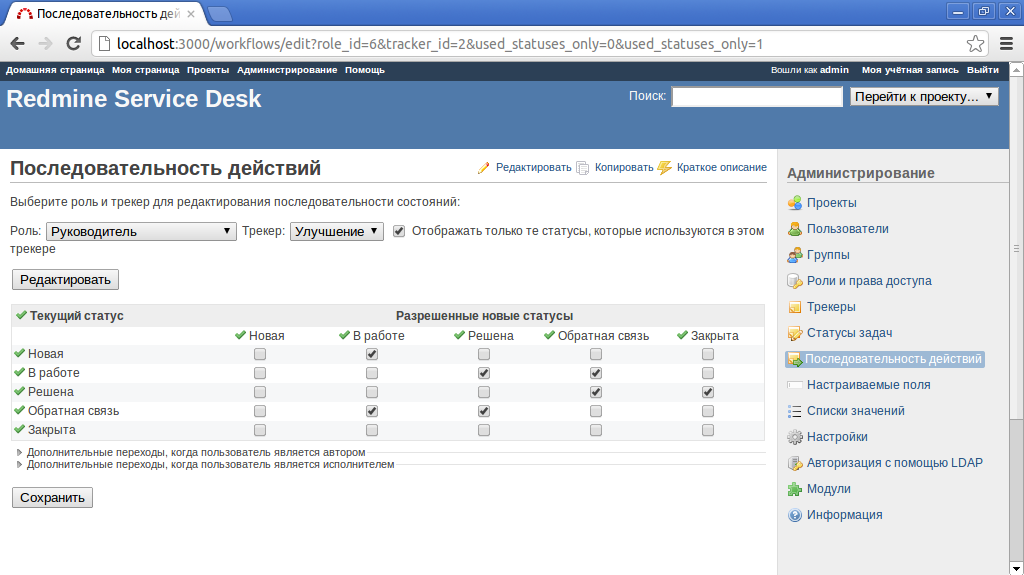 Последовательность дей
localhost:3000/workflows/edit?role_id=6&tracker_id=2&used_statuses_only=0&used_statuses_only=1
Домашняя страница Моя страница Проекты Администрирование Помощь
Вошли как admin Моя учётная запись Выйти
Redmine Service Desk
Поиск:
Перейти к проекту...
Последовательность действий
Редактировать Копировать Краткое описание
Выберите роль и трекер для редактирования последовательности состояний:
Роль: Руководитель Трекер: Улучшение Отображать только те статусы, которые используются в этом
трекере
Редактировать
Текущий статус Разрешенные новые статусы
Новая В работе Решена Обратная связь Закрыта
Новая
В работе
Решена
Обратная связь
Закрыта
Дополнительные переходы, когда пользователь является автором
Дополнительные переходы, когда пользователь является исполнителем
Сохранить
Администрирование
Проекты
Пользователи
Группы
Роли и права доступа
Трекеры
Статусы задач
Последовательность действий
Настраиваемые поля
Списки значений
Настройки
Авторизация с помощью LDAP
Модули
Информация